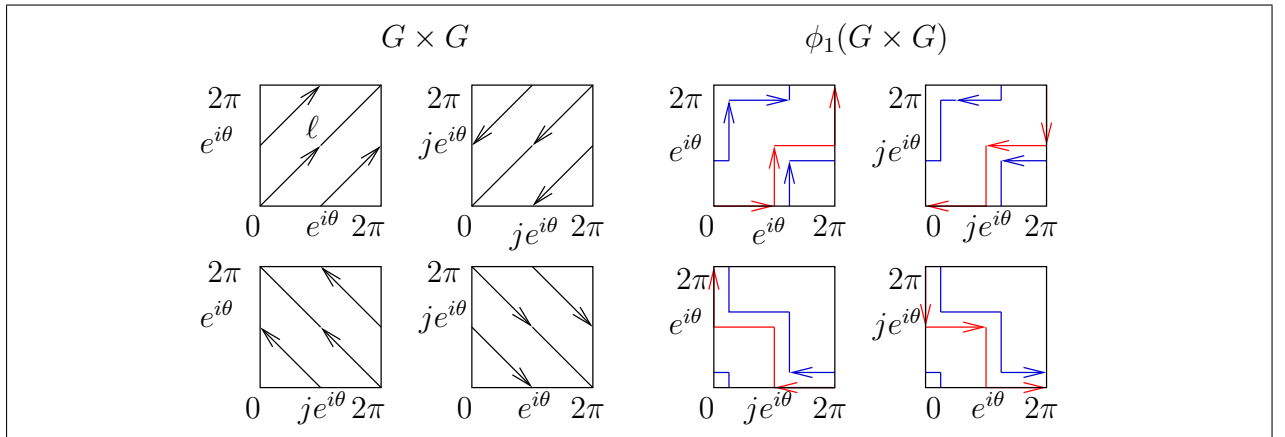 G × G    ϕ₁(G × G)
2π    2π    2π    2π
ℓ
e^{iθ}    je^{iθ}    e^{iθ}    je^{iθ}
0 e^{iθ} 2π    0 je^{iθ} 2π    0 e^{iθ} 2π    0 je^{iθ} 2π
2π    2π    2π    2π
e^{iθ}    je^{iθ}    e^{iθ}    je^{iθ}
0 je^{iθ} 2π    0 e^{iθ} 2π    0 je^{iθ} 2π    0 e^{iθ} 2π